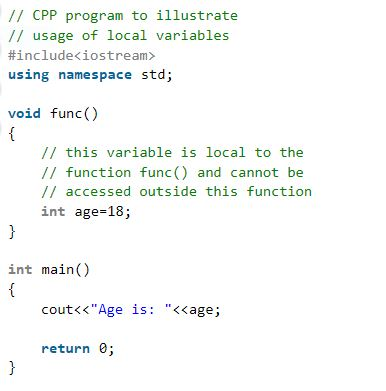 // CPP program to illustrate
// usage of local variables
#include<iostream>
using namespace std;

void func()
{
    // this variable is local to the
    // function func() and cannot be
    // accessed outside this function
    int age=18;
}

int main()
{
    cout<<"Age is: "<<age;

    return 0;
}